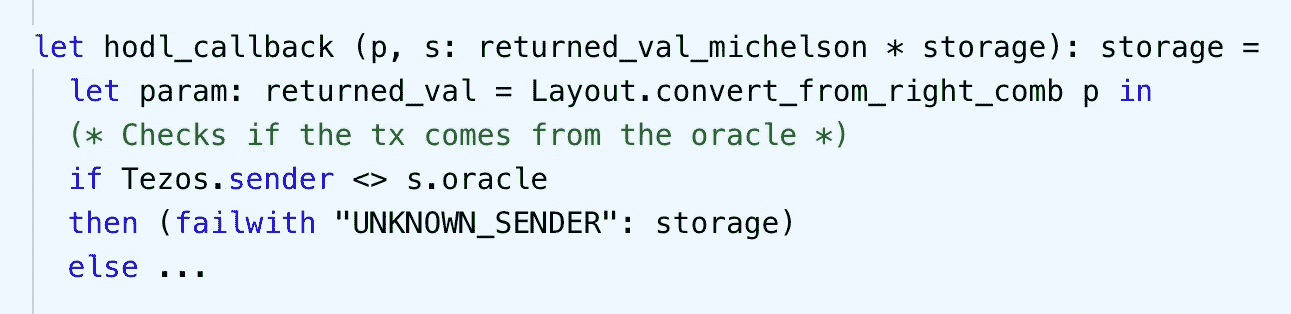 let hodl_callback (p, s: returned_val_michelson * storage): storage =
let param: returned_val = Layout.convert_from_right_comb p in
(* Checks if the tx comes from the oracle *)
if Tezos.sender <> s.oracle
then (failwith "UNKNOWN_SENDER": storage)
else ...